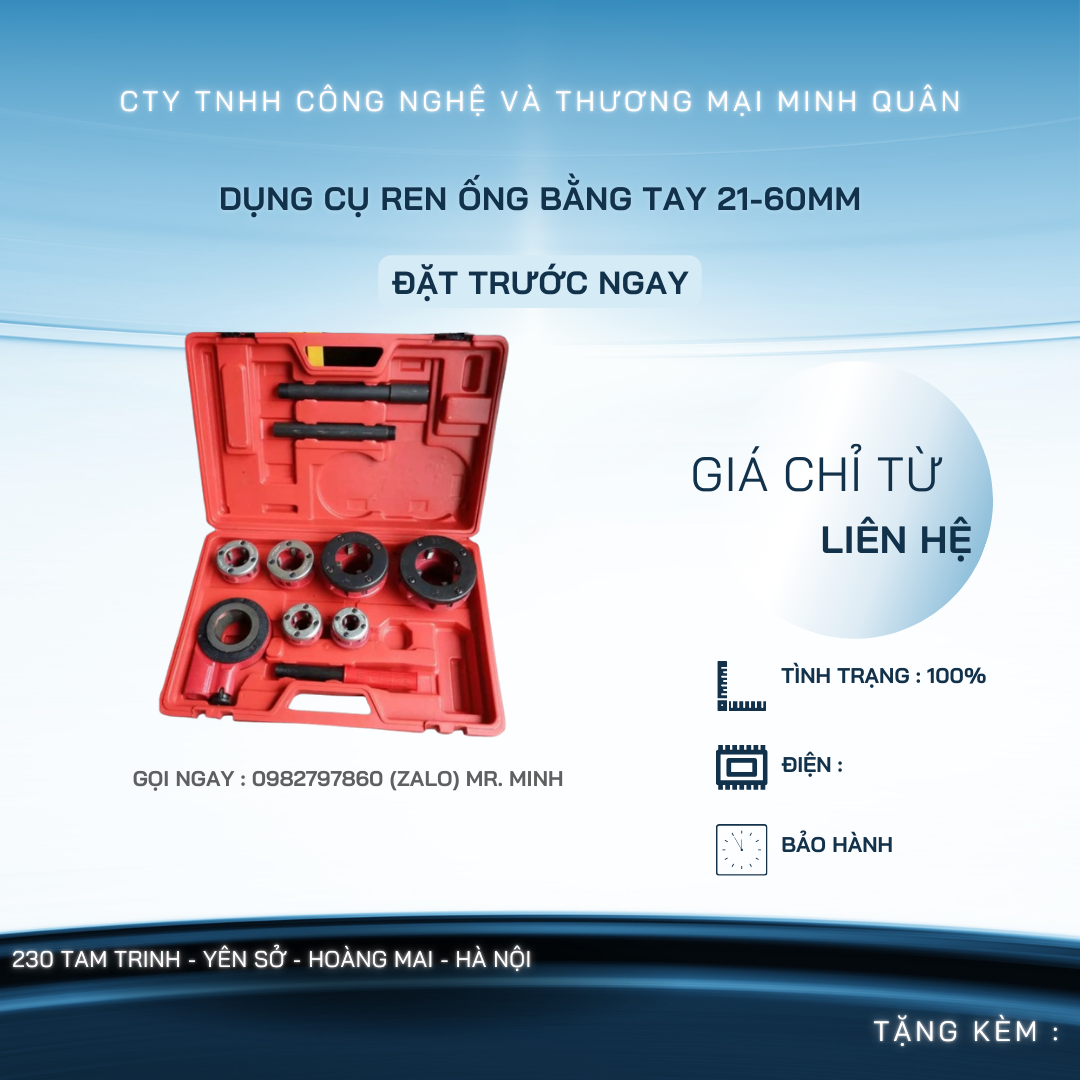 CTY TNHH CÔNG NGHỆ VÀ THƯƠNG MẠI MINH QUÂN
DỤNG CỤ REN ỐNG BẰNG TAY 21-60MM
ĐẶT TRƯỚC NGAY
GIÁ CHỈ TỪ
LIÊN HỆ
TÌNH TRẠNG : 100%
GỌI NGAY : 0982797860 (ZALO) MR. MINH
ĐIỆN :
BẢO HÀNH
230 TAM TRINH - YÊN SỞ - HOÀNG MAI - HÀ NỘI
TẶNG KÈM :